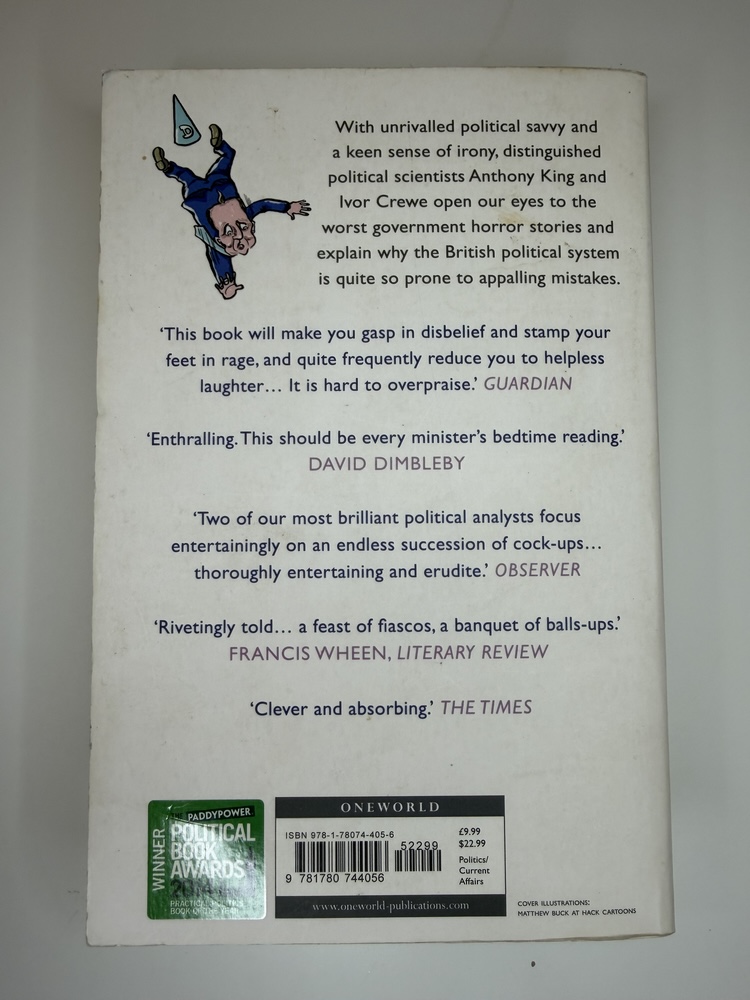 D
With unrivalled political savvy and
a keen sense of irony, distinguished
political scientists Anthony King and
Ivor Crewe open our eyes to the
worst government horror stories and
explain why the British political system
is quite so prone to appalling mistakes.
‘This book will make you gasp in disbelief and stamp your
feet in rage, and quite frequently reduce you to helpless
laughter… It is hard to overpraise.’ GUARDIAN
‘Enthralling. This should be every minister’s bedtime reading.’
DAVID DIMBLEBY
‘Two of our most brilliant political analysts focus
entertainingly on an endless succession of cock-ups…
thoroughly entertaining and erudite.’ OBSERVER
‘Rivetingly told… a feast of fiascos, a banquet of balls-ups.’
FRANCIS WHEEN, LITERARY REVIEW
‘Clever and absorbing.’ THE TIMES
WINNER
PADDYPOWER
POLITICAL
BOOK
AWARDS
PRACTICAL POLITICS
BOOK OF THE YEAR
ONEWORLD
ISBN 978-1-78074-405-6
52299
9 781780 744056
£9.99
$22.99
Politics/
Current
Affairs
www.oneworld-publications.com
COVER ILLUSTRATIONS:
MATTHEW BUCK AT HACK CARTOONS